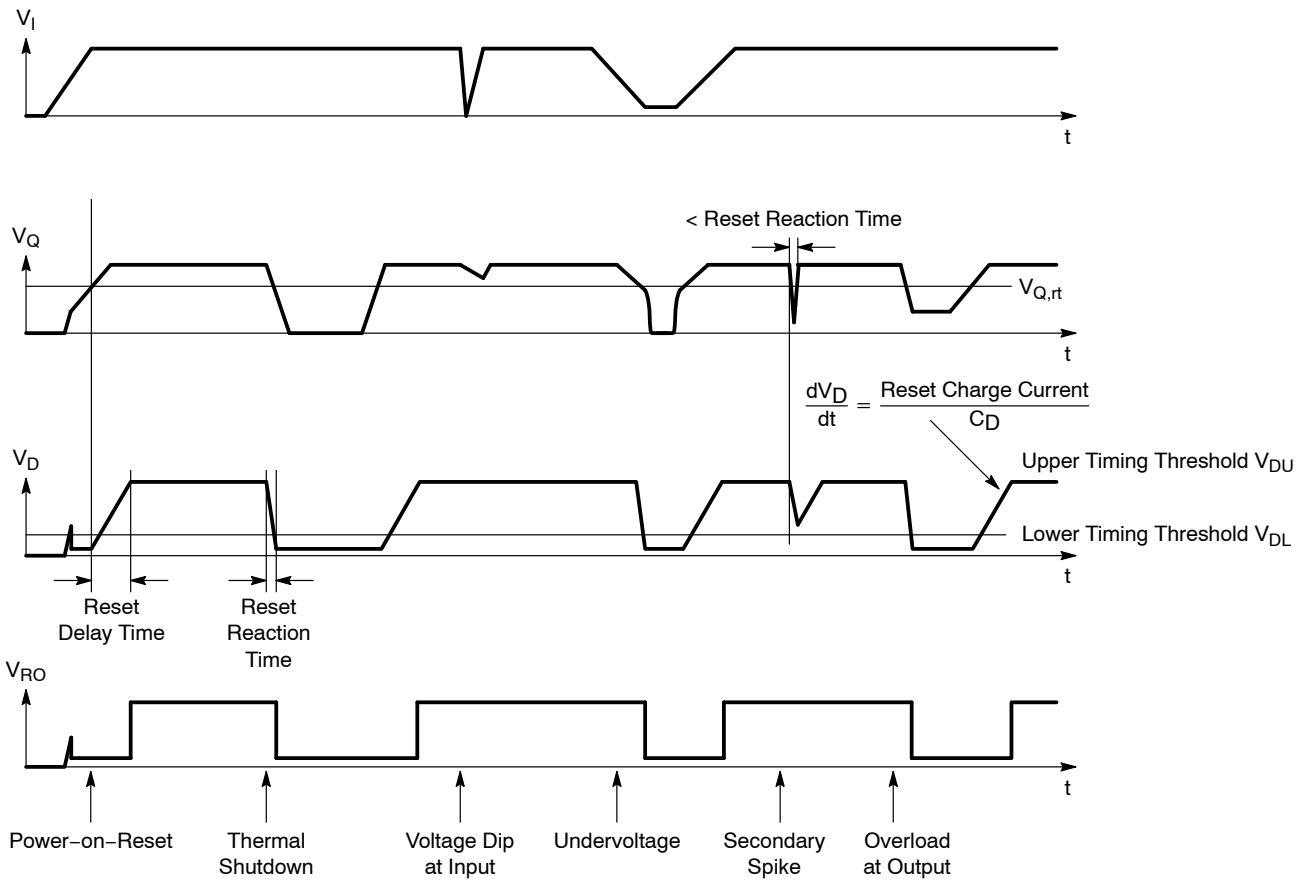 V_I
t
< Reset Reaction Time
V_Q
V_Q,rt
t
dV_D
dt
=
Reset Charge Current
C_D
V_D
Upper Timing Threshold V_DU
Lower Timing Threshold V_DL
t
Reset
Delay Time
Reset
Reaction
Time
V_RO
t
Power−on−Reset
Thermal
Shutdown
Voltage Dip
at Input
Undervoltage
Secondary
Spike
Overload
at Output